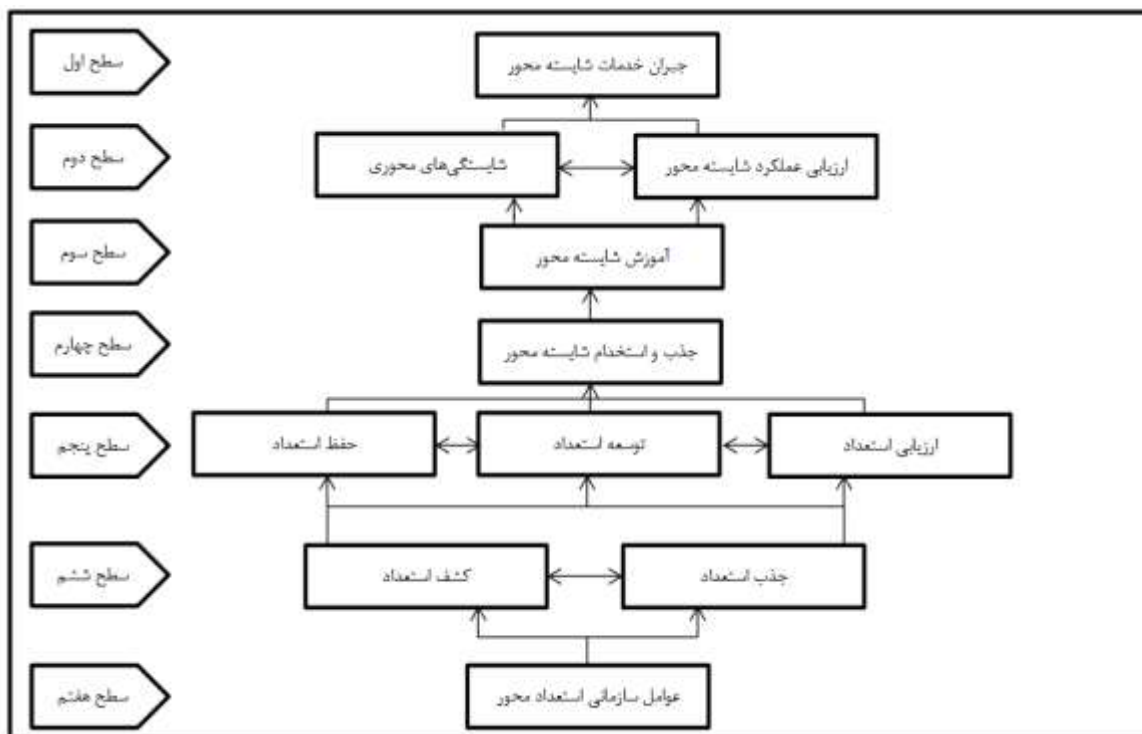 سطح اول
جبران خدمات شایسته محور
سطح دوم
ارزیابی عملکرد شایسته محور
شایستگی‌های محوری
سطح سوم
آموزش شایسته محور
سطح چهارم
جذب و استخدام شایسته محور
سطح پنجم
ارزیابی استعداد
توسعه استعداد
حفظ استعداد
سطح ششم
جذب استعداد
کشف استعداد
سطح هفتم
عوامل سازمانی استعداد محور